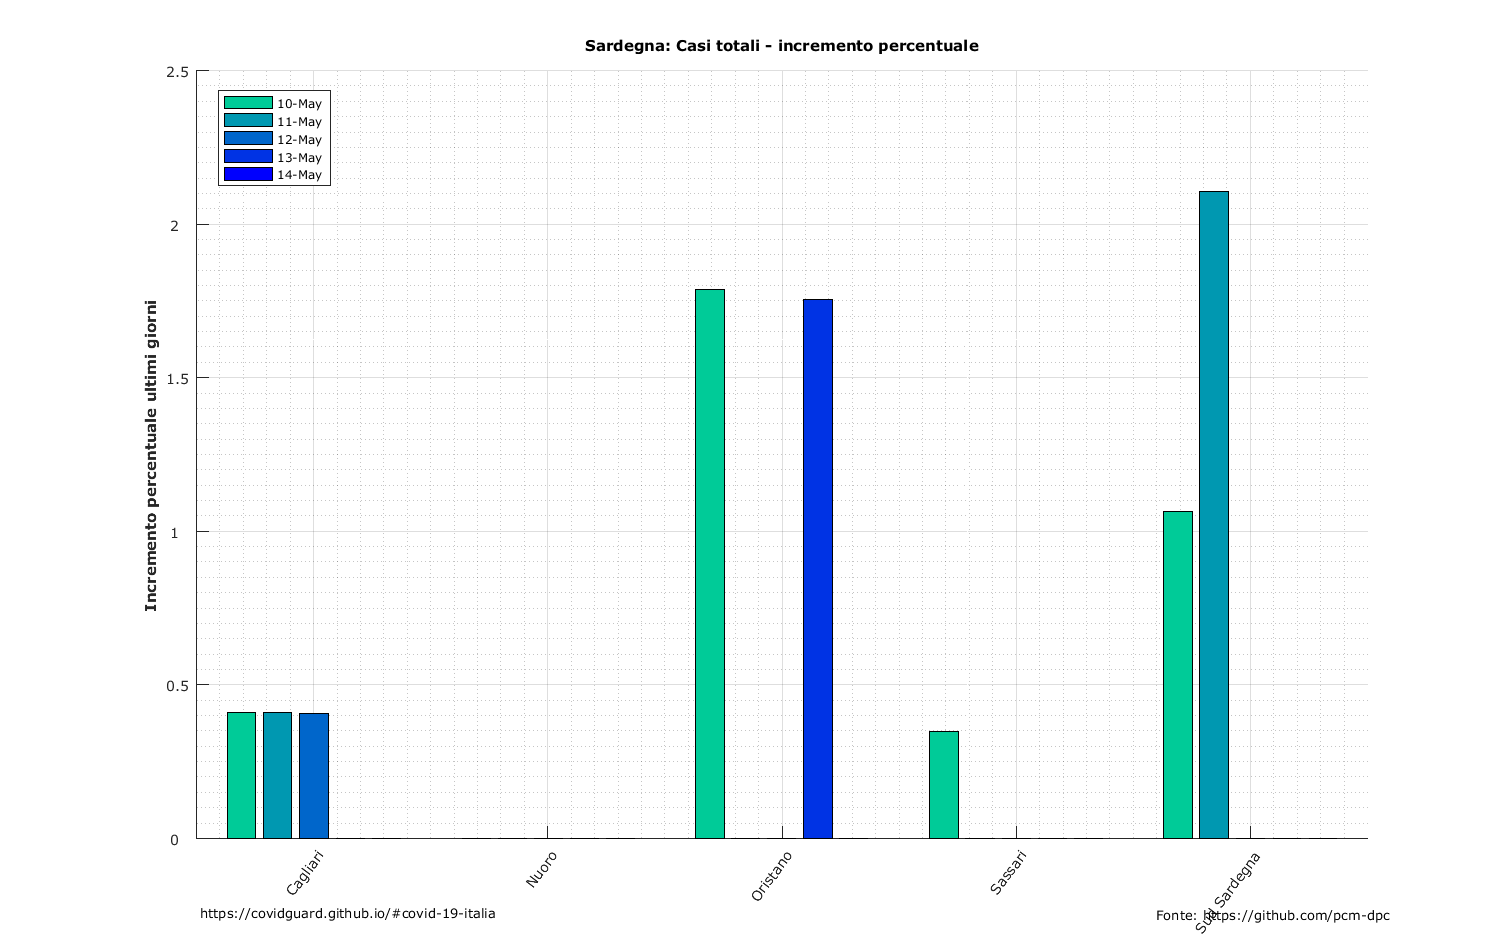 Sardegna: Casi totali - incremento percentuale
2.5
10-May
11-May
12-May
13-May
14-May
2
1.5
1
0.5
0
Incremento percentuale ultimi giorni
Cagliari
Nuoro
Oristano
Sassari
Sud Sardegna
https://covidguard.github.io/#covid-19-italia
Fonte: https://github.com/pcm-dpc